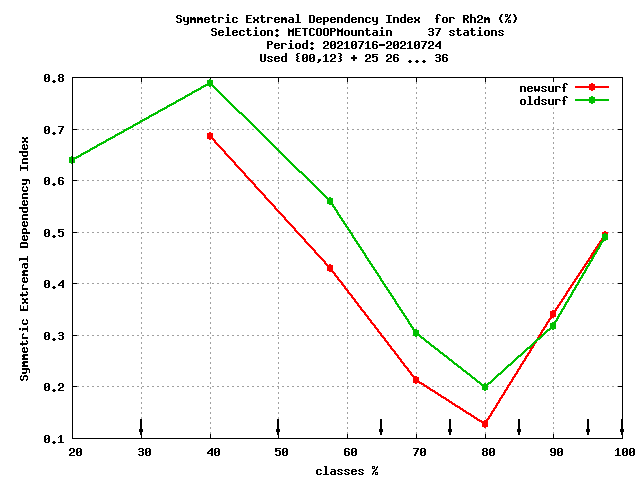 Symmetric Extremal Dependency Index  for Rh2m (%)
Selection: METCOOPMountain     37 stations
Period: 20210716-20210724
Used {00,12} + 25 26 ... 36
newsurf
oldsurf
0.8
0.7
0.6
0.5
0.4
0.3
0.2
0.1
Symmetric Extremal Dependency Index
20 30 40 50 60 70 80 90 100
classes %